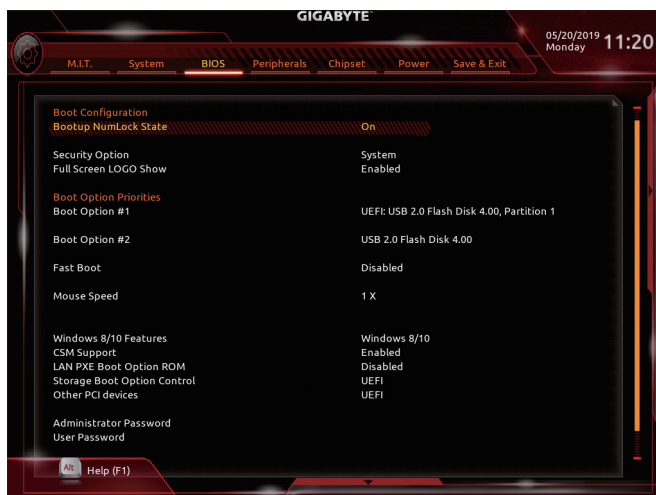 GIGABYTE™
05/20/2019 Monday 11:20
M.I.T. System BIOS Peripherals Chipset Power Save & Exit
Boot Configuration
Bootup NumLock State On
Security Option System
Full Screen LOGO Show Enabled
Boot Option Priorities
Boot Option #1 UEFI: USB 2.0 Flash Disk 4.00, Partition 1
Boot Option #2 USB 2.0 Flash Disk 4.00
Fast Boot Disabled
Mouse Speed 1 X
Windows 8/10 Features Windows 8/10
CSM Support Enabled
LAN PXE Boot Option ROM Disabled
Storage Boot Option Control UEFI
Other PCI devices UEFI
Administrator Password
User Password
Alt Help (F1)